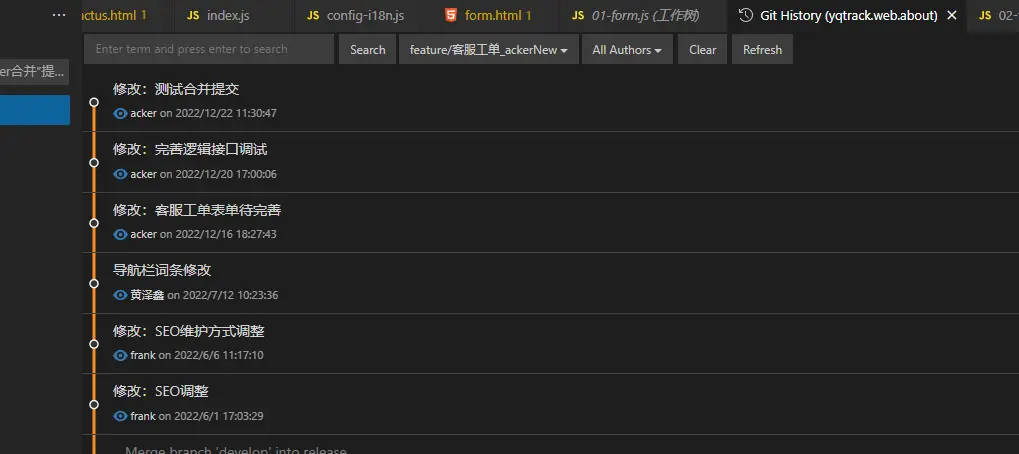 ... actus.html 1 JS index.js JS config-i18n.js form.html 1 JS 01-form.js (工作树) Git History (yqtrack.web.about) × JS 02-
Enter term and press enter to search Search feature/客服工单_ackerNew All Authors Clear Refresh
er合并“提...
修改：测试合并提交
acker on 2022/12/22 11:30:47
修改：完善逻辑接口调试
acker on 2022/12/20 17:00:06
修改：客服工单表单待完善
acker on 2022/12/16 18:27:43
导航栏词条修改
黄泽鑫 on 2022/7/12 10:23:36
修改：SEO维护方式调整
frank on 2022/6/6 11:17:10
修改：SEO调整
frank on 2022/6/1 17:03:29
Merge branch 'develop' into release